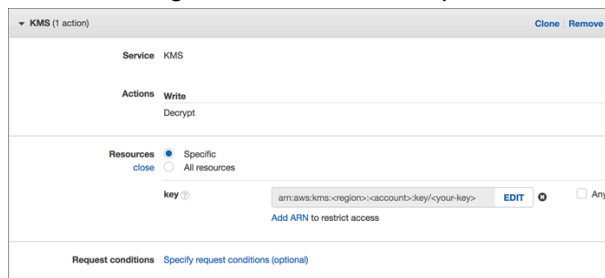 KMS (1 action) Clone Remove
Service KMS
Actions Write
Decrypt
Resources Specific
close All resources
key arn:aws:kms:<region>:<account>:key/<your-key> EDIT Any
Add ARN to restrict access
Request conditions Specify request conditions (optional)